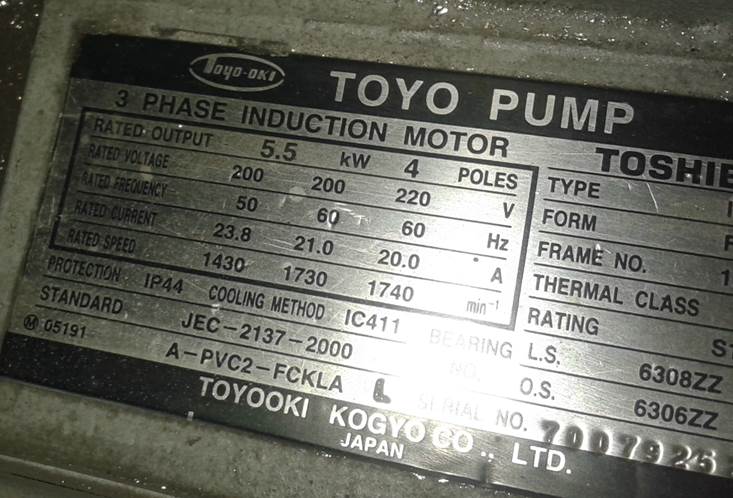 TOYO-OKI TOYO PUMP
3 PHASE INDUCTION MOTOR TOSHIB
RATED OUTPUT 5.5 kW 4 POLES
RATED VOLTAGE 200 200 220 V
RATED FREQUENCY 50 60 60 Hz
RATED CURRENT 23.8 21.0 20.0 A
RATED SPEED 1430 1730 1740 min⁻¹
PROTECTION IP44 COOLING METHOD IC411
STANDARD JEC-2137-2000
Ⓜ 05191 A-PVC2-FCKLA L
TYPE
FORM
FRAME NO. 1
THERMAL CLASS
RATING
BEARING NO. L.S. 6308ZZ
O.S. 6306ZZ
SERIAL NO. 7007925
TOYOOKI KOGYO CO., LTD.
JAPAN